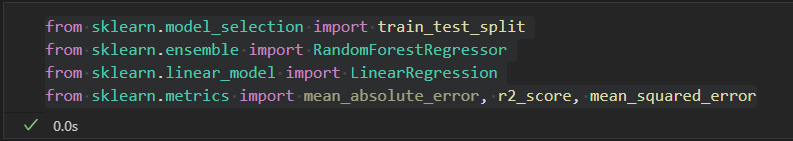 from sklearn.model_selection import train_test_split
from sklearn.ensemble import RandomForestRegressor
from sklearn.linear_model import LinearRegression
from sklearn.metrics import mean_absolute_error, r2_score, mean_squared_error
0.0s